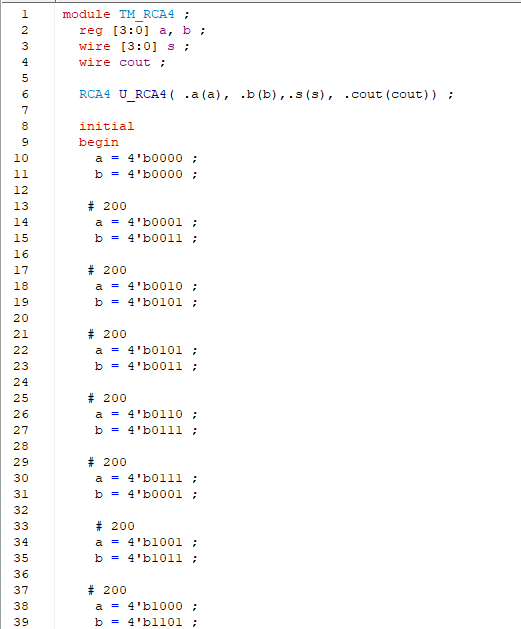 1 module TM_RCA4 ;
2 reg [3:0] a, b ;
3 wire [3:0] s ;
4 wire cout ;
5
6 RCA4 U_RCA4( .a(a), .b(b),.s(s), .cout(cout)) ;
7
8 initial
9 begin
10 a = 4'b0000 ;
11 b = 4'b0000 ;
12
13 # 200
14 a = 4'b0001 ;
15 b = 4'b0011 ;
16
17 # 200
18 a = 4'b0010 ;
19 b = 4'b0101 ;
20
21 # 200
22 a = 4'b0101 ;
23 b = 4'b0011 ;
24
25 # 200
26 a = 4'b0110 ;
27 b = 4'b0111 ;
28
29 # 200
30 a = 4'b0111 ;
31 b = 4'b0001 ;
32
33 # 200
34 a = 4'b1001 ;
35 b = 4'b1011 ;
36
37 # 200
38 a = 4'b1000 ;
39 b = 4'b1101 ;